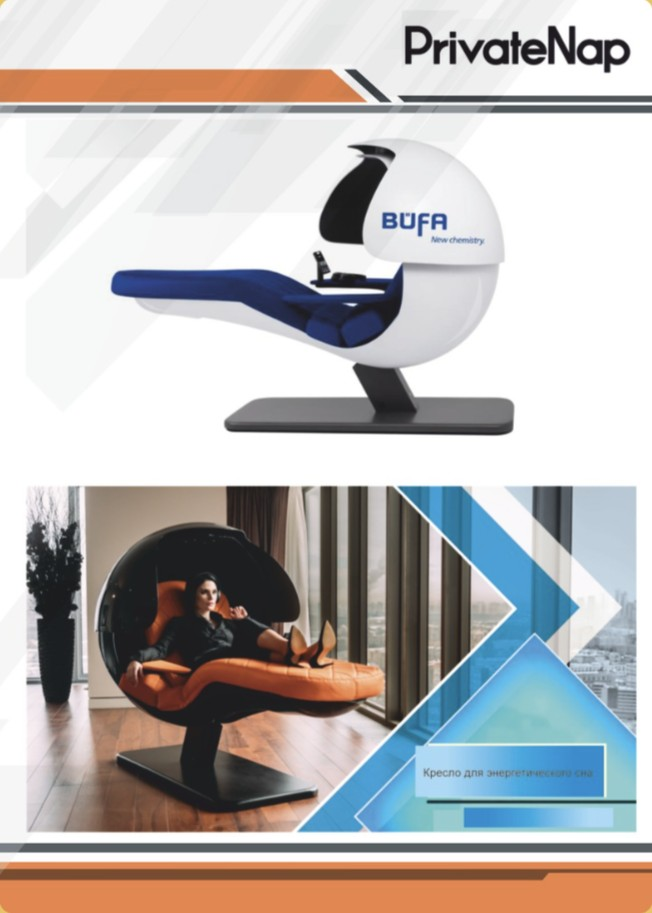 PrivateNap
BÜFA
New chemistry.
Кресло для энергетического сна